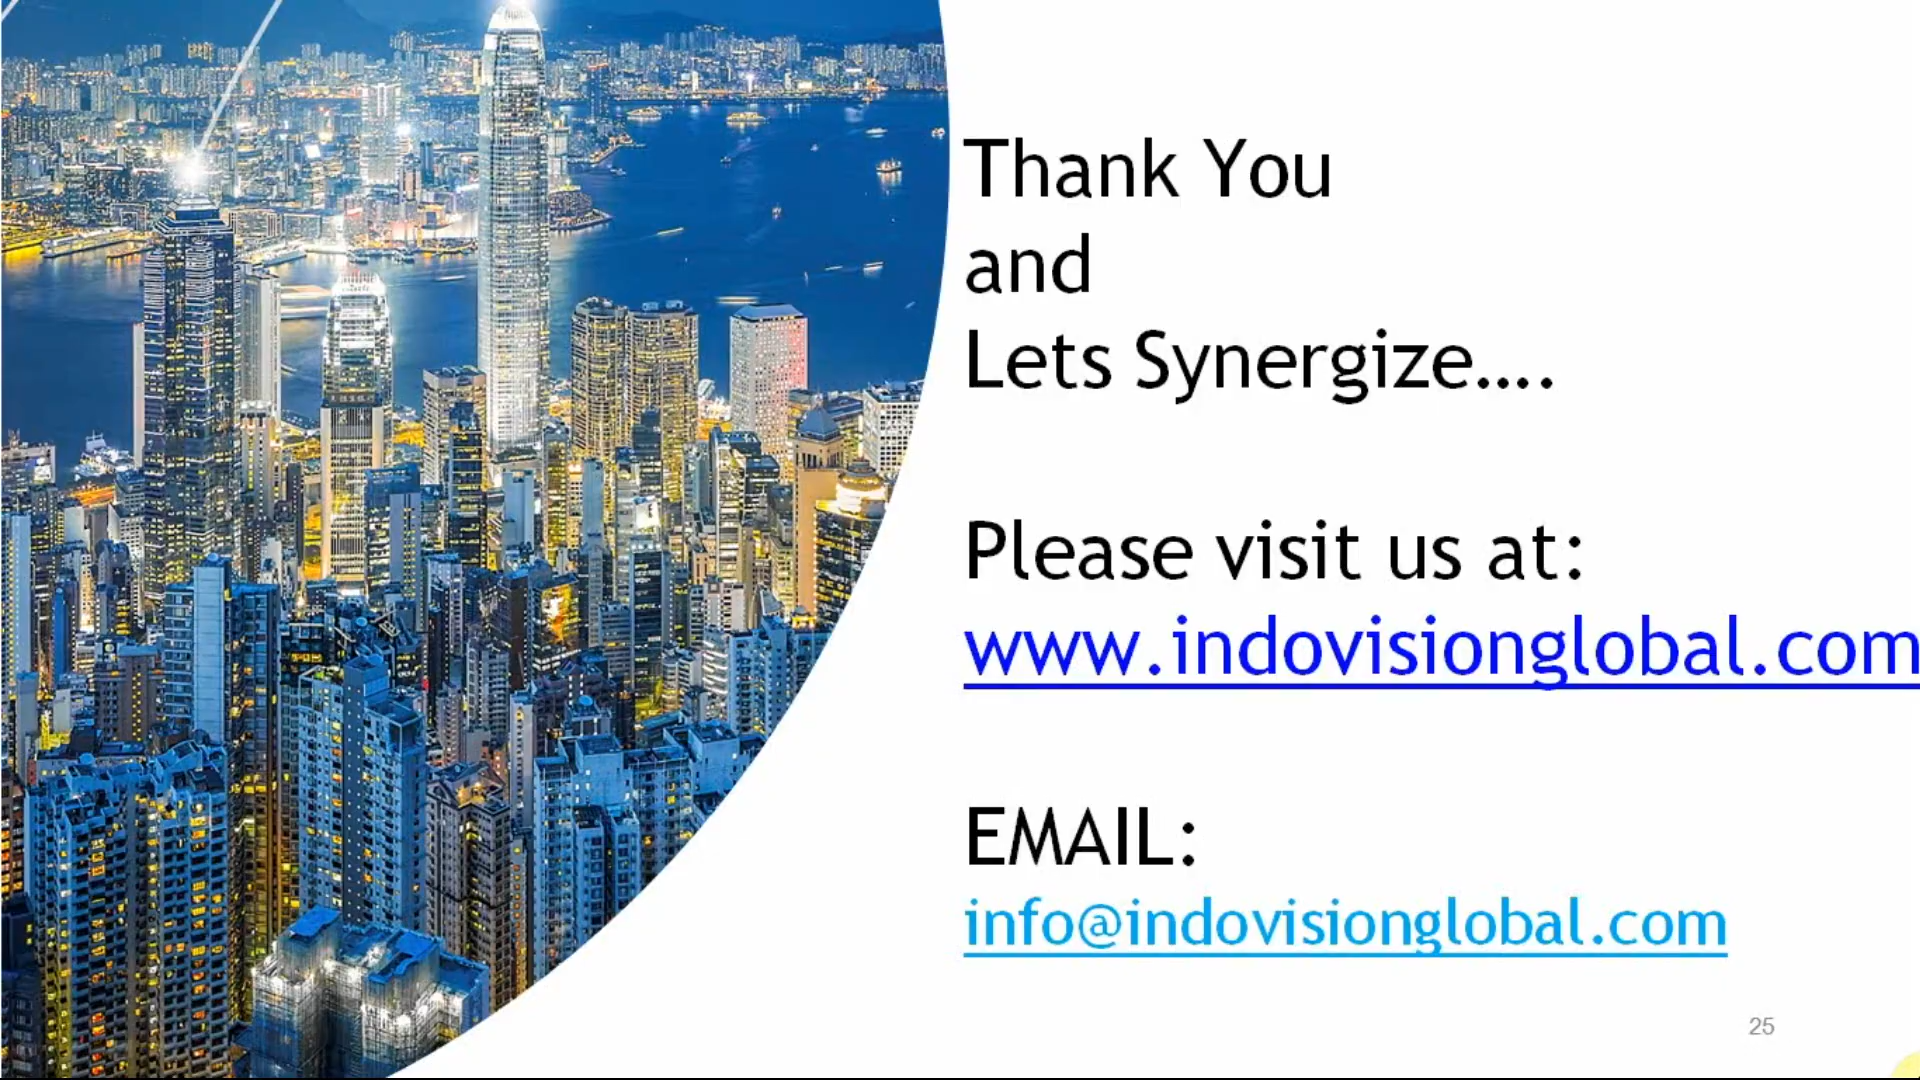 Thank You
and
Lets Synergize....
Please visit us at:
www.indovisionglobal.com
EMAIL:
info@indovisionglobal.com
25